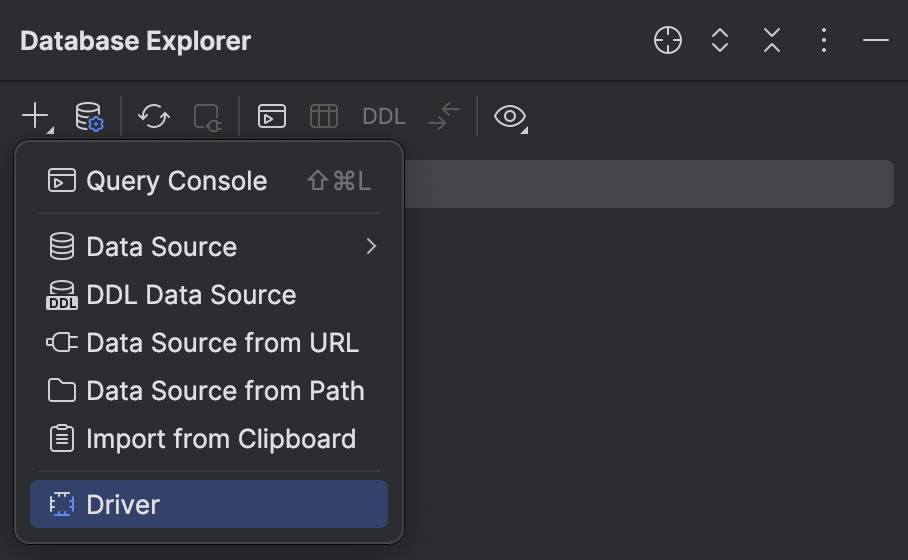 Database Explorer
DDL
Query Console ⇧⌘L
Data Source
DDL Data Source
Data Source from URL
Data Source from Path
Import from Clipboard
Driver